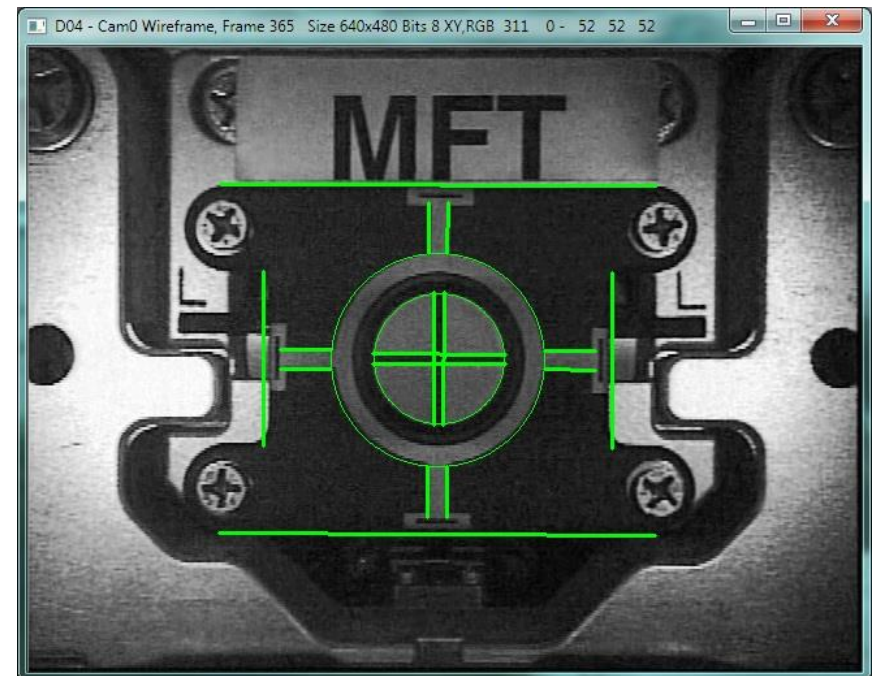 D04 - Cam0 Wireframe, Frame 365 Size 640x480 Bits 8 XY,RGB 311 0 - 52 52 52
MFT
L L